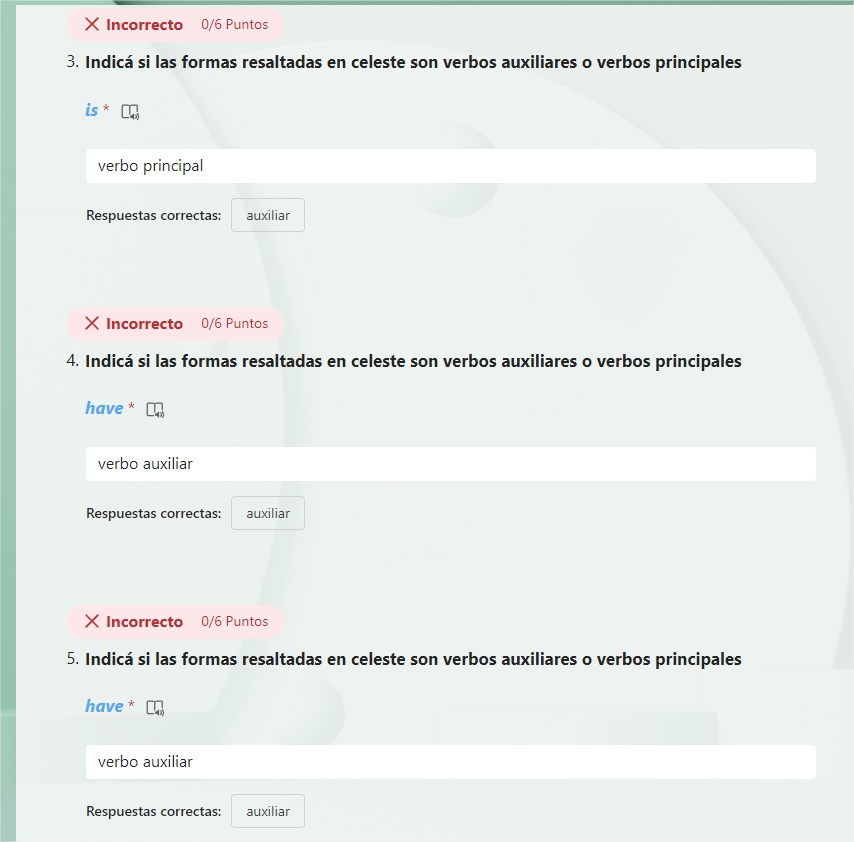 Incorrecto 0/6 Puntos
3. Indicá si las formas resaltadas en celeste son verbos auxiliares o verbos principales
is *
verbo principal
Respuestas correctas: auxiliar
Incorrecto 0/6 Puntos
4. Indicá si las formas resaltadas en celeste son verbos auxiliares o verbos principales
have *
verbo auxiliar
Respuestas correctas: auxiliar
Incorrecto 0/6 Puntos
5. Indicá si las formas resaltadas en celeste son verbos auxiliares o verbos principales
have *
verbo auxiliar
Respuestas correctas: auxiliar